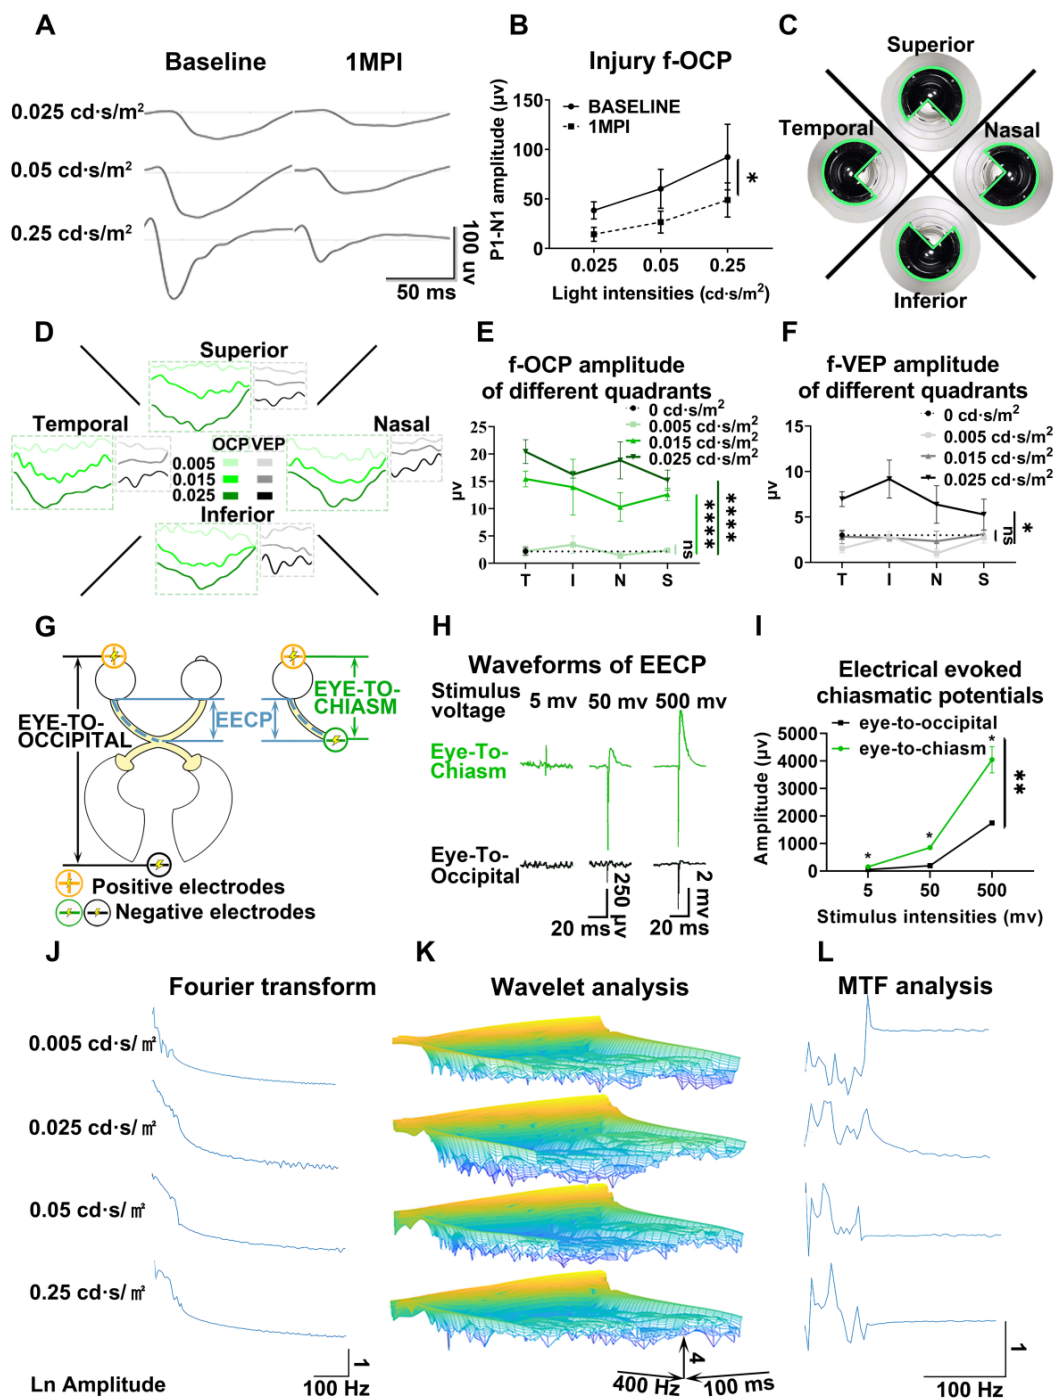 A
Baseline
1MPI
0.025 cd·s/m²
0.05 cd·s/m²
0.25 cd·s/m²
100 uv
50 ms
B
Injury f-OCP
P1-N1 amplitude (μv)
150
100
50
0
BASELINE
1MPI
*
0.025 0.05 0.25
Light intensities (cd·s/m²)
C
Superior
Temporal
Nasal
Inferior
D
Superior
Temporal
Nasal
OCP VEP
0.005
0.015
0.025
Inferior
E
f-OCP amplitude
of different quadrants
0 cd·s/m²
0.005 cd·s/m²
0.015 cd·s/m²
0.025 cd·s/m²
μv
25
20
15
10
5
0
ns
****
****
T I N S
F
f-VEP amplitude
of different quadrants
0 cd·s/m²
0.005 cd·s/m²
0.015 cd·s/m²
0.025 cd·s/m²
μv
15
10
5
0
ns
*
T I N S
G
EYE-TO-
OCCIPITAL
EECP
EYE-TO-
CHIASM
Positive electrodes
Negative electrodes
H
Waveforms of EECP
Stimulus
voltage
5 mv 50 mv 500 mv
Eye-To-
Chiasm
Eye-To-
Occipital
250 μv
20 ms
2 mv
20 ms
I
Electrical evoked
chiasmatic potentials
eye-to-occipital
eye-to-chiasm
Amplitude (μv)
5000
4000
3000
2000
1000
0
*
*
*
**
5 50 500
Stimulus intensities (mv)
J
Fourier transform
0.005 cd·s/㎡
0.025 cd·s/㎡
0.05 cd·s/㎡
0.25 cd·s/㎡
Ln Amplitude
1
100 Hz
K
Wavelet analysis
4
400 Hz
100 ms
L
MTF analysis
1
100 Hz